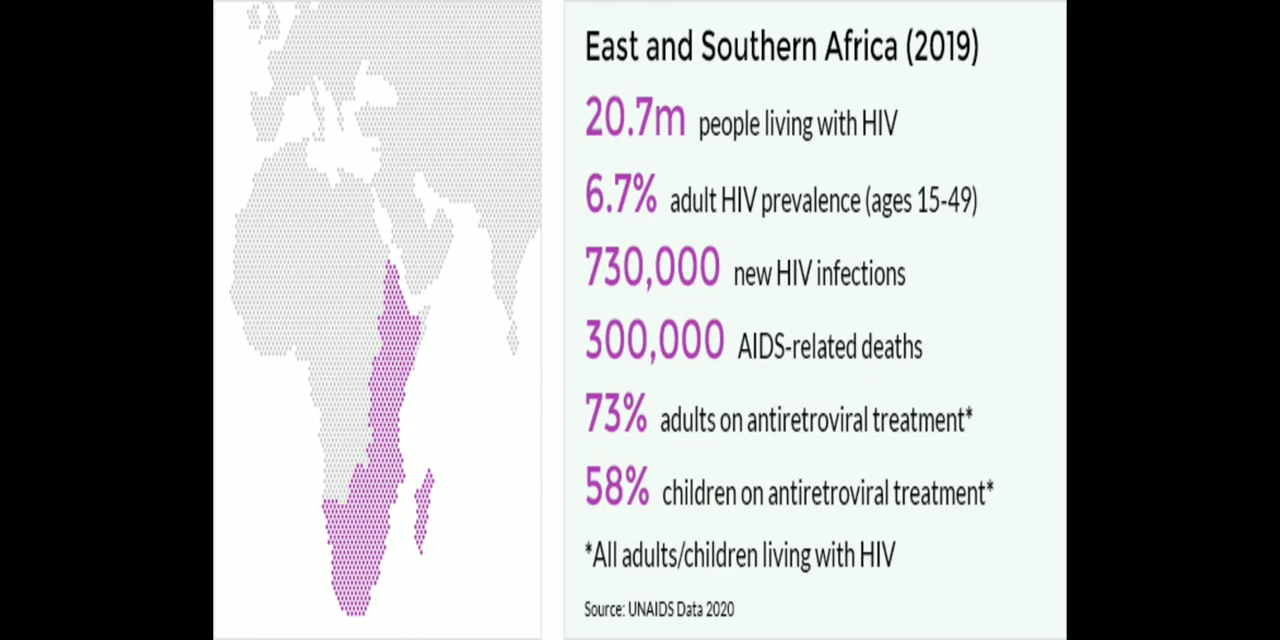 East and Southern Africa (2019)
20.7m people living with HIV
6.7% adult HIV prevalence (ages 15-49)
730,000 new HIV infections
300,000 AIDS-related deaths
73% adults on antiretroviral treatment*
58% children on antiretroviral treatment*
*All adults/children living with HIV
Source: UNAIDS Data 2020